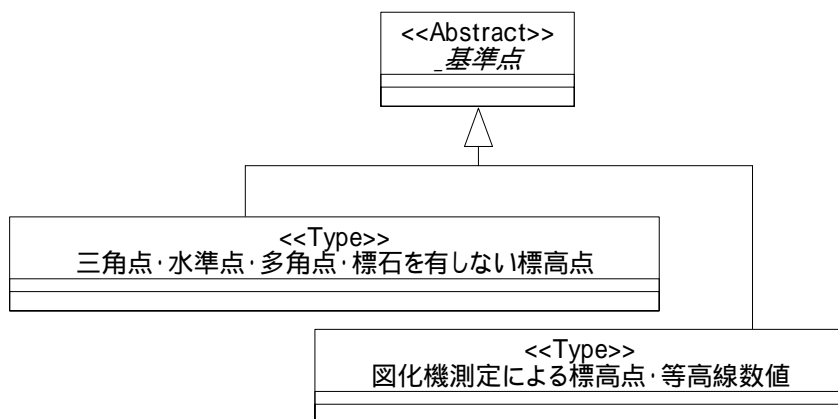 <<Abstract>>
_基準点
<<Type>>
三角点・水準点・多角点・標石を有しない標高点
<<Type>>
図化機測定による標高点・等高線数値